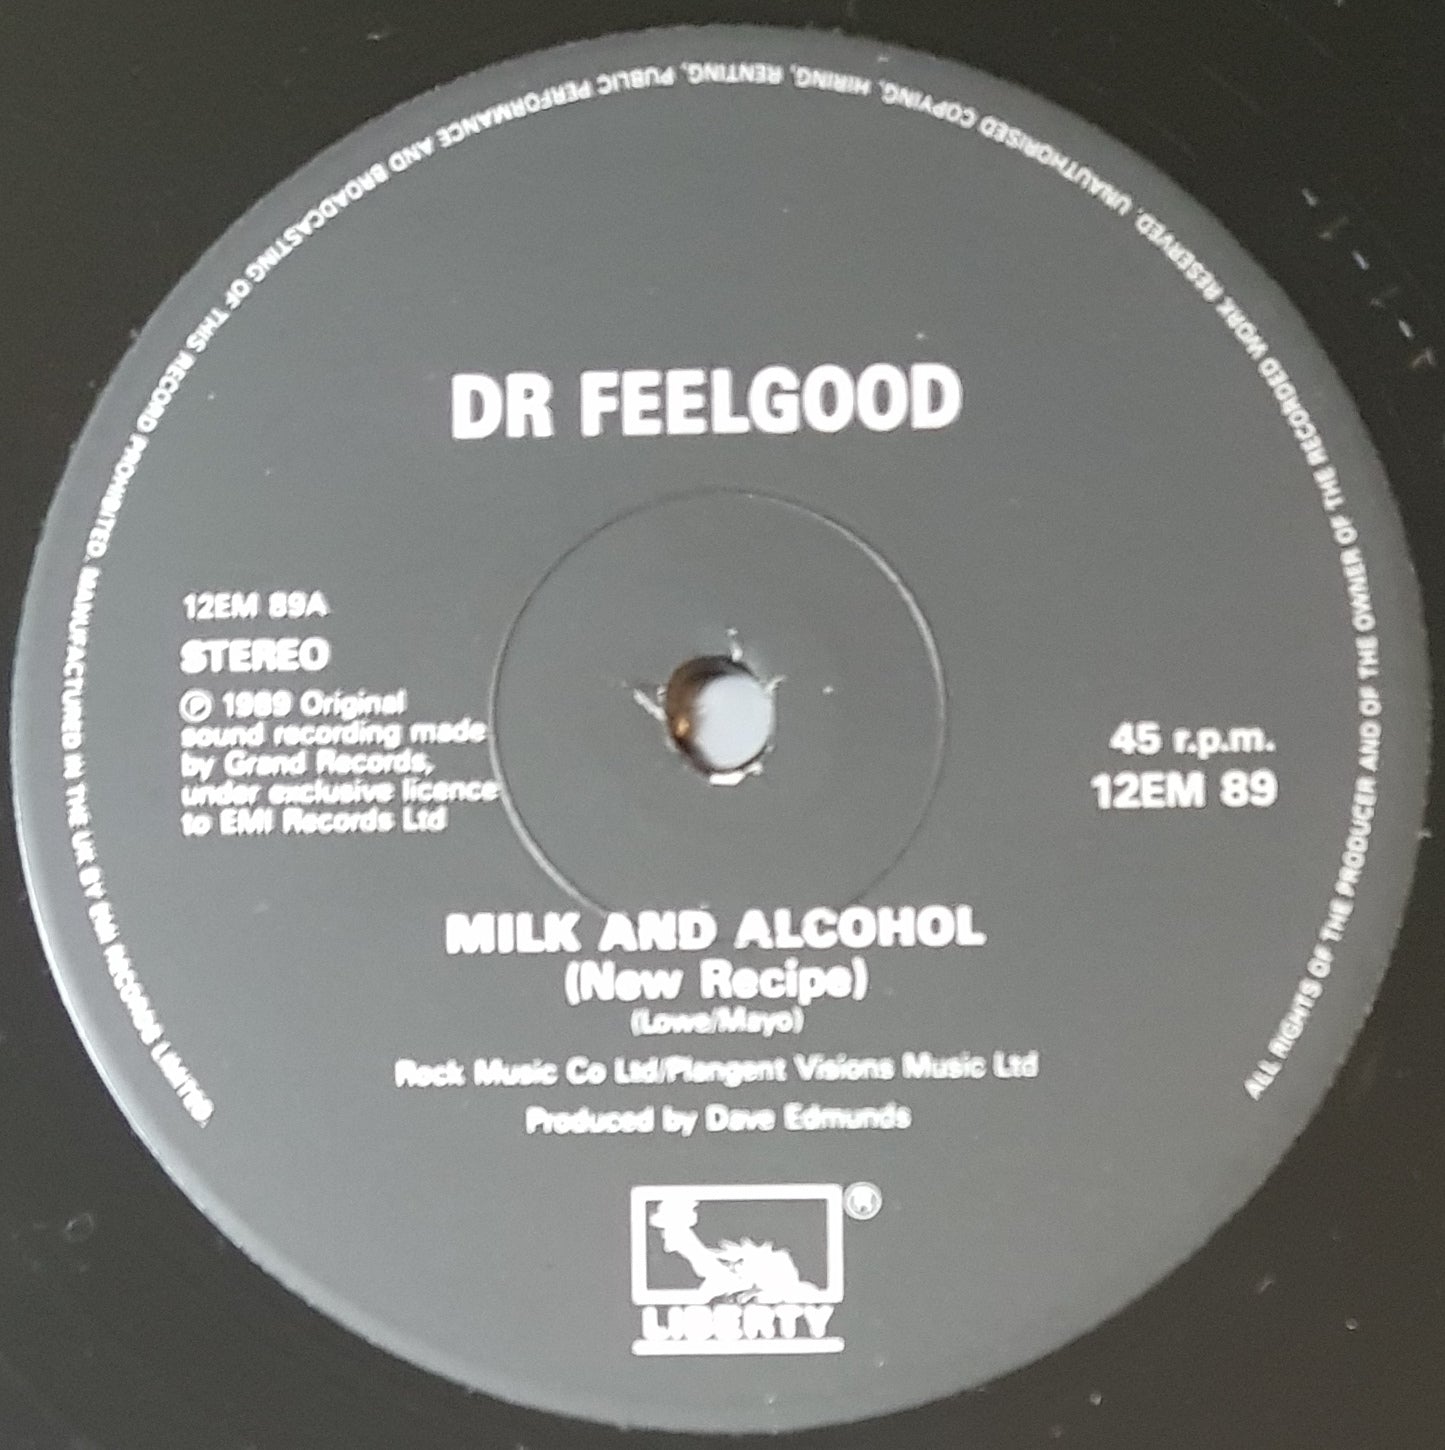 ALL RIGHTS OF THE PRODUCER AND OF THE OWNER OF THE RECORDED WORK RESERVED. UNAUTHORISED COPYING, HIRING, RENTING, PUBLIC PERFORMANCE AND BROADCASTING OF THIS RECORD PROHIBITED. MANUFACTURED IN THE UK BY EMI RECORDS LIMITED.
DR FEELGOOD
12EM 89A
STEREO
Ⓟ 1989 Original
sound recording made
by Grand Records,
under exclusive licence
to EMI Records Ltd
45 r.p.m.
12EM 89
MILK AND ALCOHOL
(New Recipe)
(Lowe/Mayo)
Rock Music Co Ltd/Plangent Visions Music Ltd
Produced by Dave Edmunds
LIBERTY